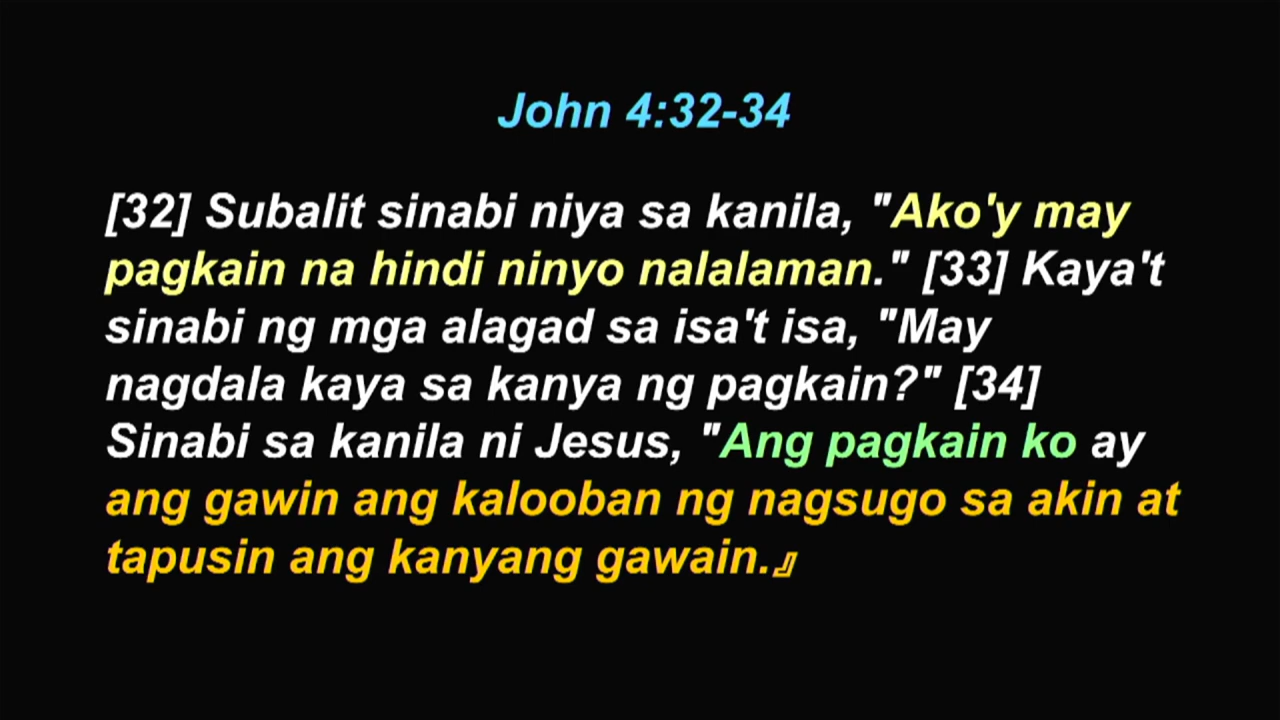 John 4:32-34
[32] Subalit sinabi niya sa kanila, "Ako'y may
pagkain na hindi ninyo nalalaman." [33] Kaya't
sinabi ng mga alagad sa isa't isa, "May
nagdala kaya sa kanya ng pagkain?" [34]
Sinabi sa kanila ni Jesus, "Ang pagkain ko ay
ang gawin ang kalooban ng nagsugo sa akin at
tapusin ang kanyang gawain.』